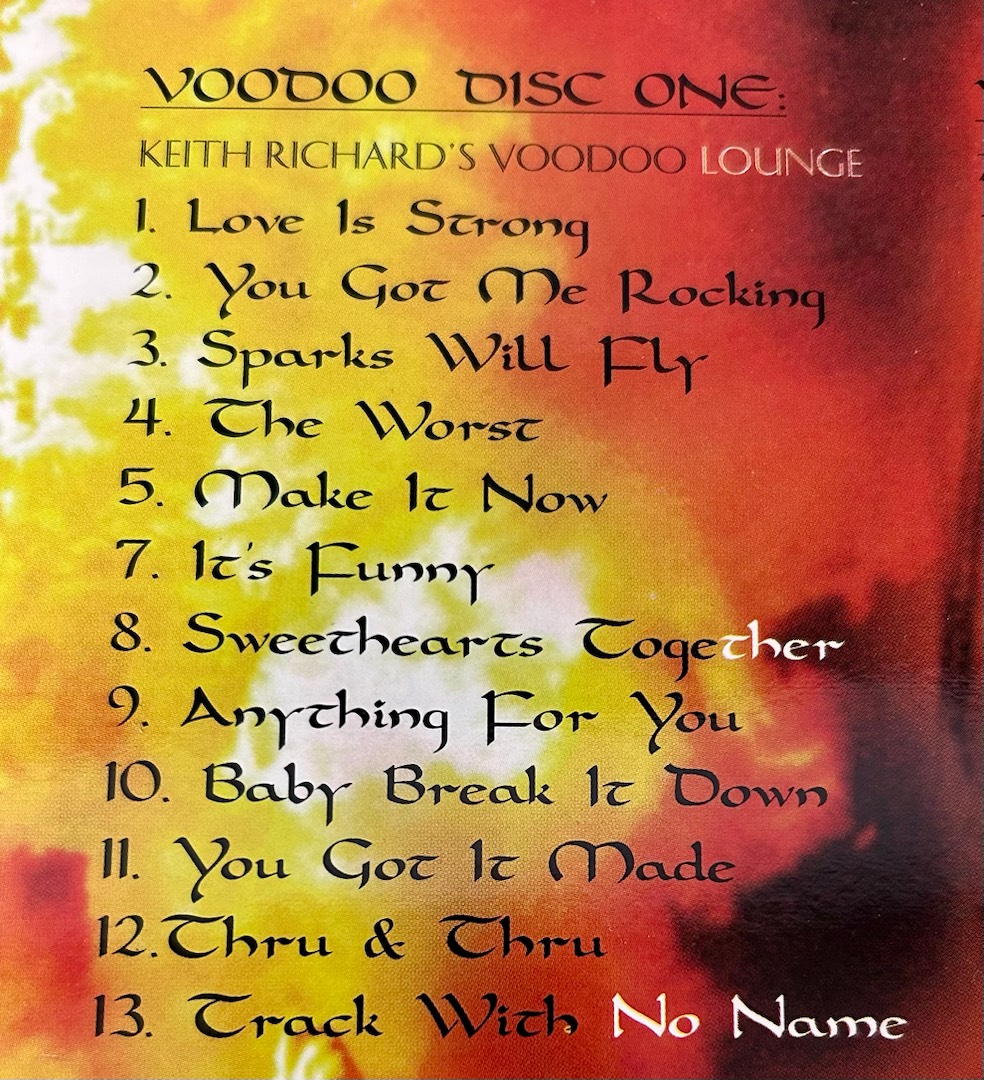 VOODOO DISC ONE:
KEITH RICHARD'S VOODOO LOUNGE
1. Love Is Strong
2. You Got Me Rocking
3. Sparks Will Fly
4. The Worst
5. Make It Now
7. It's Funny
8. Sweethearts Together
9. Anything For You
10. Baby Break It Down
11. You Got It Made
12.Thru & Thru
13. Track With No Name